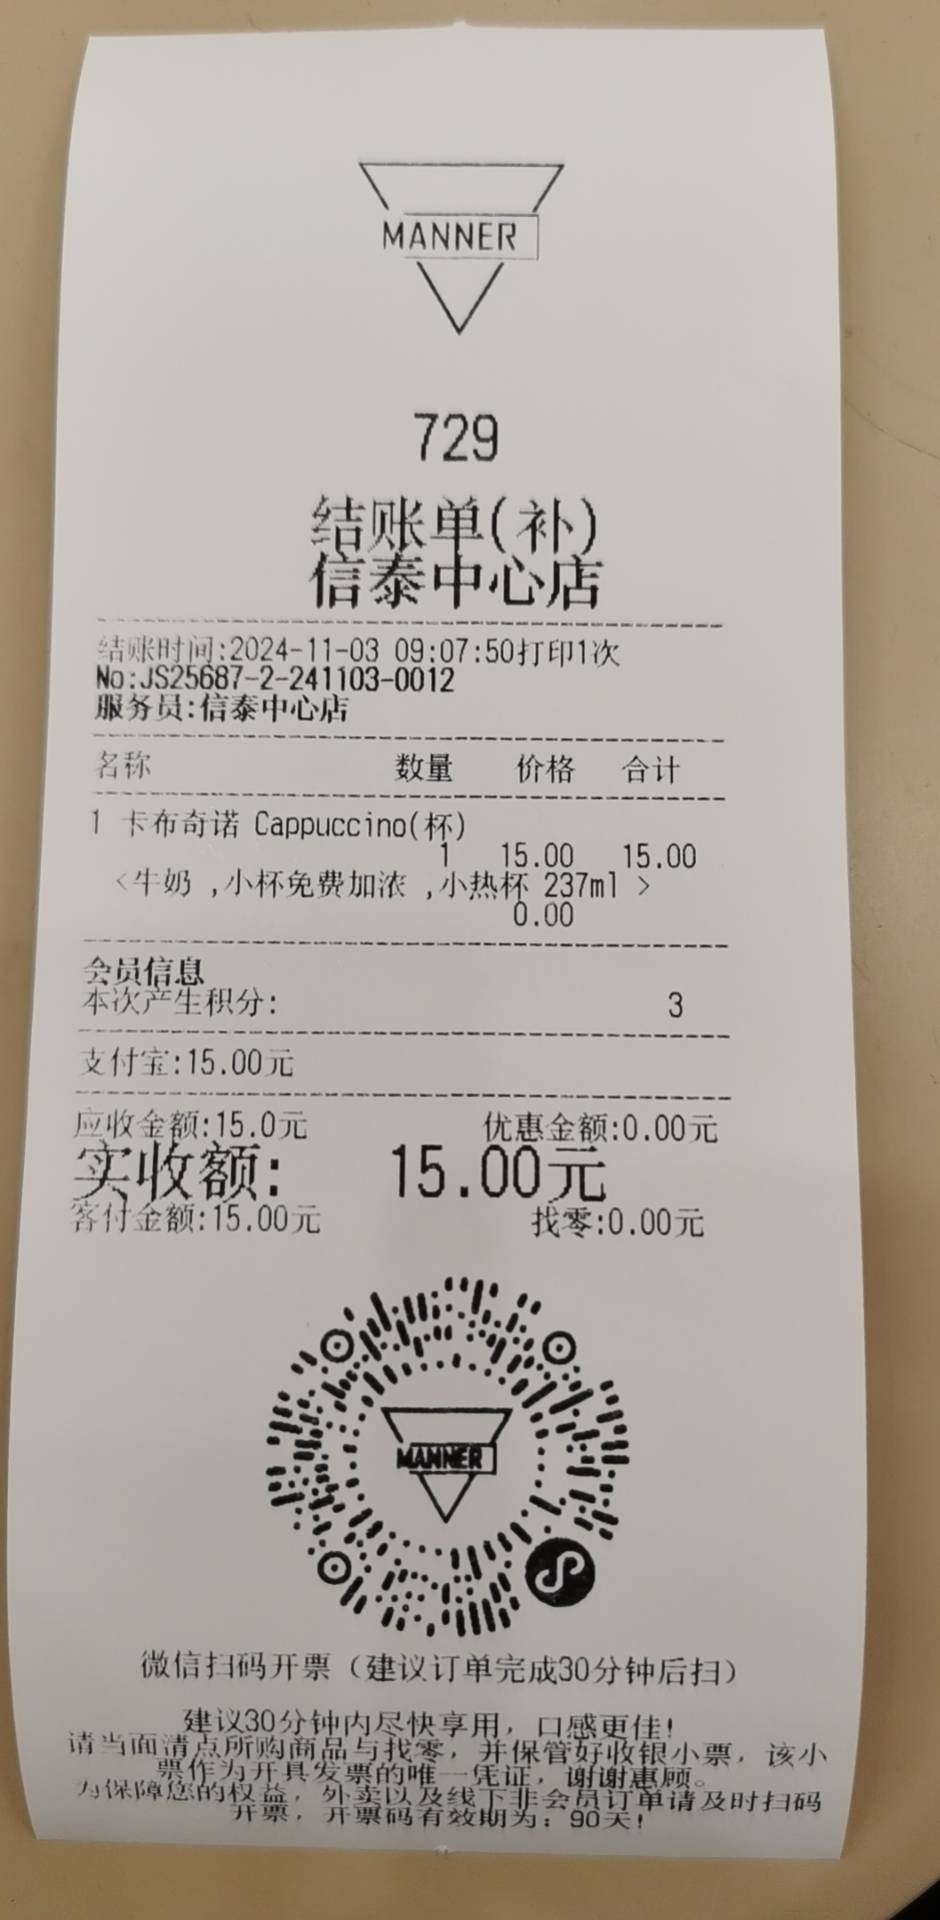 MANNER
729
结账单(补)
信泰中心店
结账时间:2024-11-03 09:07:50打印1次
No:JS25687-2-241103-0012
服务员:信泰中心店
名称 数量 价格 合计
1 卡布奇诺 Cappuccino(杯)
1 15.00 15.00
<牛奶 ,小杯免费加浓 ,小热杯 237ml >
0.00
会员信息
本次产生积分: 3
支付宝:15.00元
应收金额:15.0元 优惠金额:0.00元
实收额: 15.00元
客付金额:15.00元 找零:0.00元
MANNER
微信扫码开票（建议订单完成30分钟后扫）
建议30分钟内尽快享用，口感更佳!
请当面清点所购商品与找零，并保管好收银小票，该小
票作为开具发票的唯一凭证，谢谢惠顾。
为保障您的权益，外卖以及线下非会员订单请及时扫码
开票，开票码有效期为：90天!